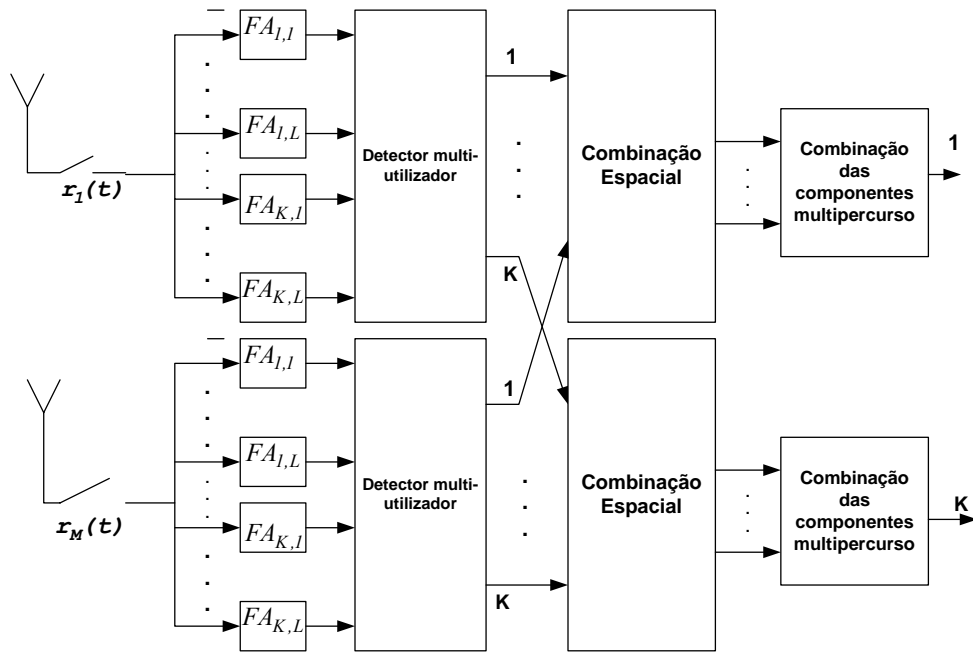 FA1,1
FA1,L
FAK,1
FAK,L
r1(t)
Detector multi-
utilizador
1
K
Combinação
Espacial
Combinação
das
componentes
multipercurso
1
FA1,1
FA1,L
FAK,1
FAK,L
rM(t)
Detector multi-
utilizador
1
K
Combinação
Espacial
Combinação
das
componentes
multipercurso
K